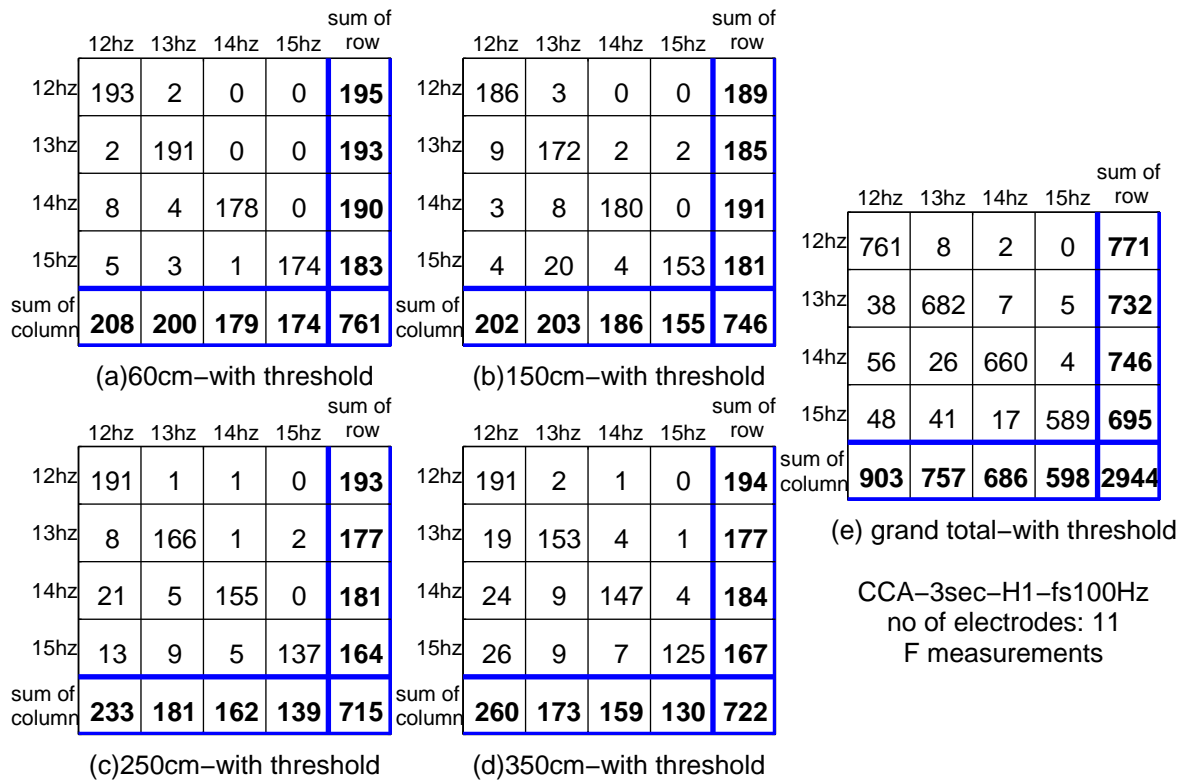 sum of
12hz 13hz 14hz 15hz row
12hz 193 2 0 0 195
13hz 2 191 0 0 193
14hz 8 4 178 0 190
15hz 5 3 1 174 183
sum of
column 208 200 179 174 761
(a)60cm−with threshold
sum of
12hz 13hz 14hz 15hz row
12hz 186 3 0 0 189
13hz 9 172 2 2 185
14hz 3 8 180 0 191
15hz 4 20 4 153 181
sum of
column 202 203 186 155 746
(b)150cm−with threshold
sum of
12hz 13hz 14hz 15hz row
12hz 191 1 1 0 193
13hz 8 166 1 2 177
14hz 21 5 155 0 181
15hz 13 9 5 137 164
sum of
column 233 181 162 139 715
(c)250cm−with threshold
sum of
12hz 13hz 14hz 15hz row
12hz 191 2 1 0 194
13hz 19 153 4 1 177
14hz 24 9 147 4 184
15hz 26 9 7 125 167
sum of
column 260 173 159 130 722
(d)350cm−with threshold
sum of
12hz 13hz 14hz 15hz row
12hz 761 8 2 0 771
13hz 38 682 7 5 732
14hz 56 26 660 4 746
15hz 48 41 17 589 695
sum of
column 903 757 686 598 2944
(e) grand total−with threshold
CCA−3sec−H1−fs100Hz
no of electrodes: 11
F measurements